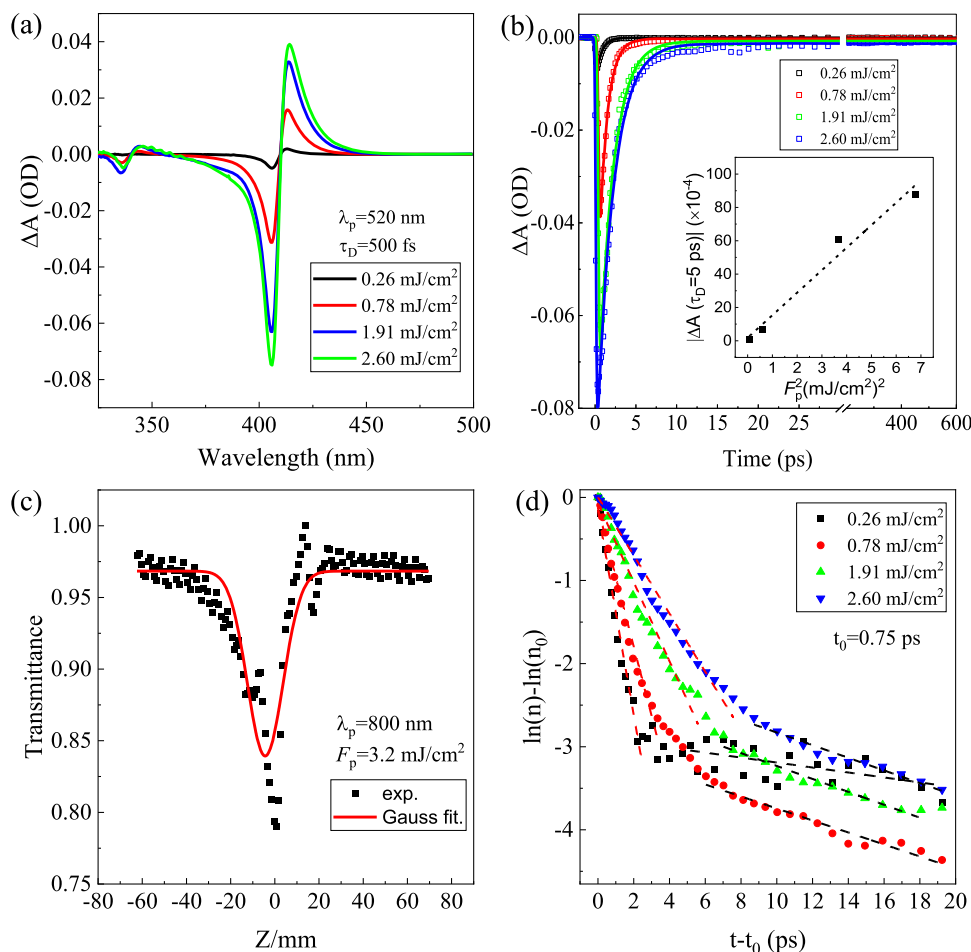 (a)
0.04
0.02
0.00
-0.02
-0.04
-0.06
-0.08
ΔA (OD)
λp=520 nm
τD=500 fs
0.26 mJ/cm²
0.78 mJ/cm²
1.91 mJ/cm²
2.60 mJ/cm²
350 400 450 500
Wavelength (nm)
(b)
0.00
-0.02
-0.04
-0.06
-0.08
ΔA (OD)
0.26 mJ/cm²
0.78 mJ/cm²
1.91 mJ/cm²
2.60 mJ/cm²
100
80
60
40
20
0
|ΔA (τD=5 ps)| (×10⁻⁴)
0 1 2 3 4 5 6 7
Fp²(mJ/cm²)²
0 5 10 15 20 25 400 600
Time (ps)
(c)
1.00
0.95
0.90
0.85
0.80
0.75
Transmittance
λp=800 nm
Fp=3.2 mJ/cm²
exp.
Gauss fit.
-80 -60 -40 -20 0 20 40 60 80
Z/mm
(d)
0
-1
-2
-3
-4
ln(n)-ln(n₀)
0.26 mJ/cm²
0.78 mJ/cm²
1.91 mJ/cm²
2.60 mJ/cm²
t₀=0.75 ps
0 2 4 6 8 10 12 14 16 18 20
t-t₀ (ps)